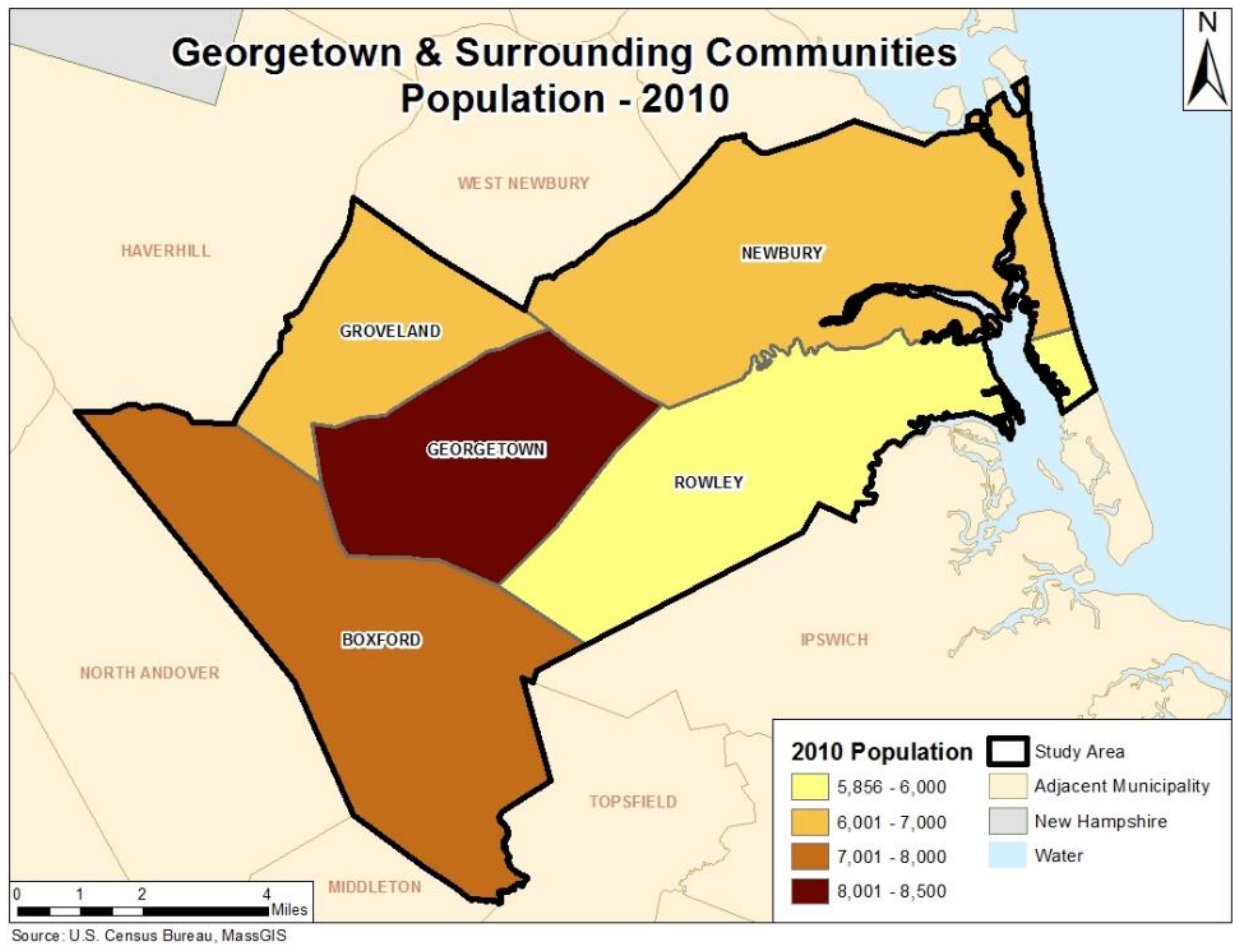 Georgetown & Surrounding Communities
Population - 2010
N
WEST NEWBURY
HAVERHILL
NEWBURY
GROVELAND
GEORGETOWN
ROWLEY
BOXFORD
IPSWICH
NORTH ANDOVER
TOPSFIELD
MIDDLETON
2010 Population
5,856 - 6,000
6,001 - 7,000
7,001 - 8,000
8,001 - 8,500
Study Area
Adjacent Municipality
New Hampshire
Water
0 1 2 4
Miles
Source: U.S. Census Bureau, MassGIS